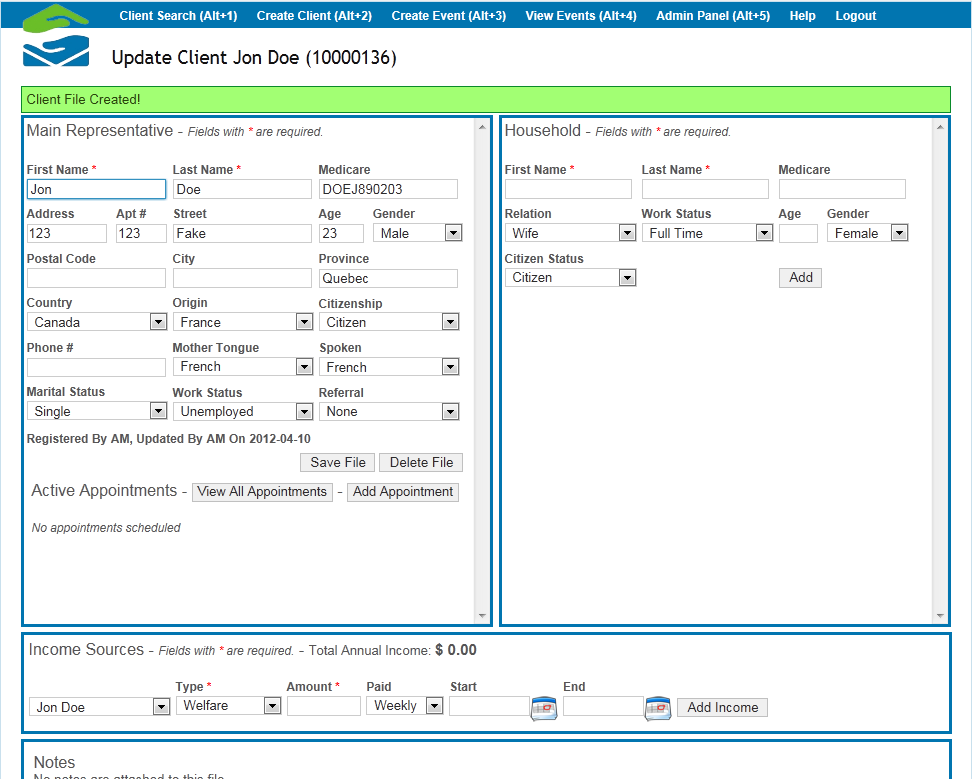 Client Search (Alt+1) Create Client (Alt+2) Create Event (Alt+3) View Events (Alt+4) Admin Panel (Alt+5) Help Logout
Update Client Jon Doe (10000136)
Client File Created!
Main Representative - Fields with * are required.
First Name * Last Name * Medicare
Jon Doe DOEJ890203
Address Apt # Street Age Gender
123 123 Fake 23 Male
Postal Code City Province
Quebec
Country Origin Citizenship
Canada France Citizen
Phone # Mother Tongue Spoken
French French
Marital Status Work Status Referral
Single Unemployed None
Registered By AM, Updated By AM On 2012-04-10
Save File Delete File
Active Appointments - View All Appointments - Add Appointment
No appointments scheduled
Household - Fields with * are required.
First Name * Last Name * Medicare
Relation Work Status Age Gender
Wife Full Time Female
Citizen Status
Citizen Add
Income Sources - Fields with * are required. - Total Annual Income: $ 0.00
Type * Amount * Paid Start End
Jon Doe Welfare Weekly Add Income
Notes
No notes are attached to this file